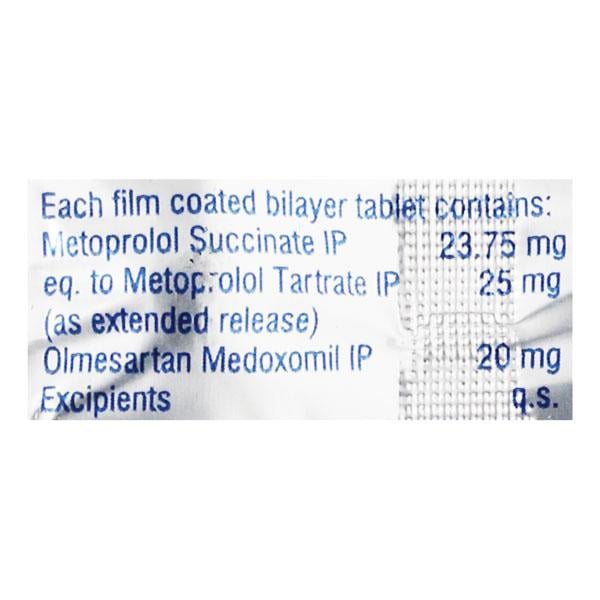 Each film coated bilayer tablet contains:
Metoprolol Succinate IP 23.75 mg
eq. to Metoprolol Tartrate IP 25 mg
(as extended release)
Olmesartan Medoxomil IP 20 mg
Excipients q.s.